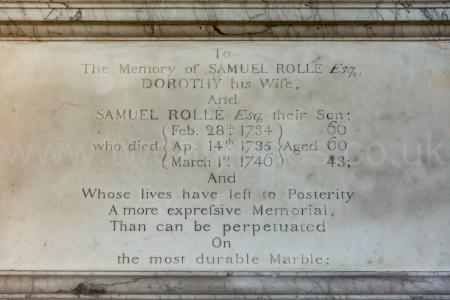 To
The Memory of SAMUEL ROLLE Esq.,
DOROTHY his Wife,
And
SAMUEL ROLLE Esq. their Son;
(Feb. 28th 1734) 66
who died (Ap. 14th 1735) Aged 60
(March 1st 1746) 43;
And
Whose lives have left to Posterity
A more expreſsive Memorial,
Than can be perpetuated
On
the most durable Marble;